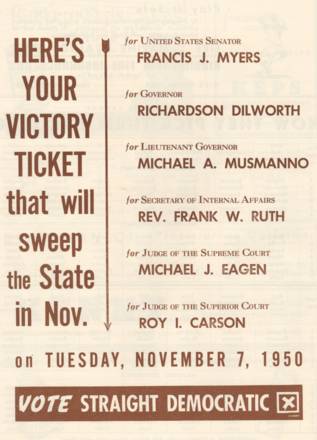 HERE'S
YOUR
VICTORY
TICKET
that will
sweep
the State
in Nov.
for UNITED STATES SENATOR
FRANCIS J. MYERS
for GOVERNOR
RICHARDSON DILWORTH
for LIEUTENANT GOVERNOR
MICHAEL A. MUSMANNO
for SECRETARY OF INTERNAL AFFAIRS
REV. FRANK W. RUTH
for JUDGE OF THE SUPREME COURT
MICHAEL J. EAGEN
for JUDGE OF THE SUPERIOR COURT
ROY I. CARSON
on TUESDAY, NOVEMBER 7, 1950
VOTE STRAIGHT DEMOCRATIC X